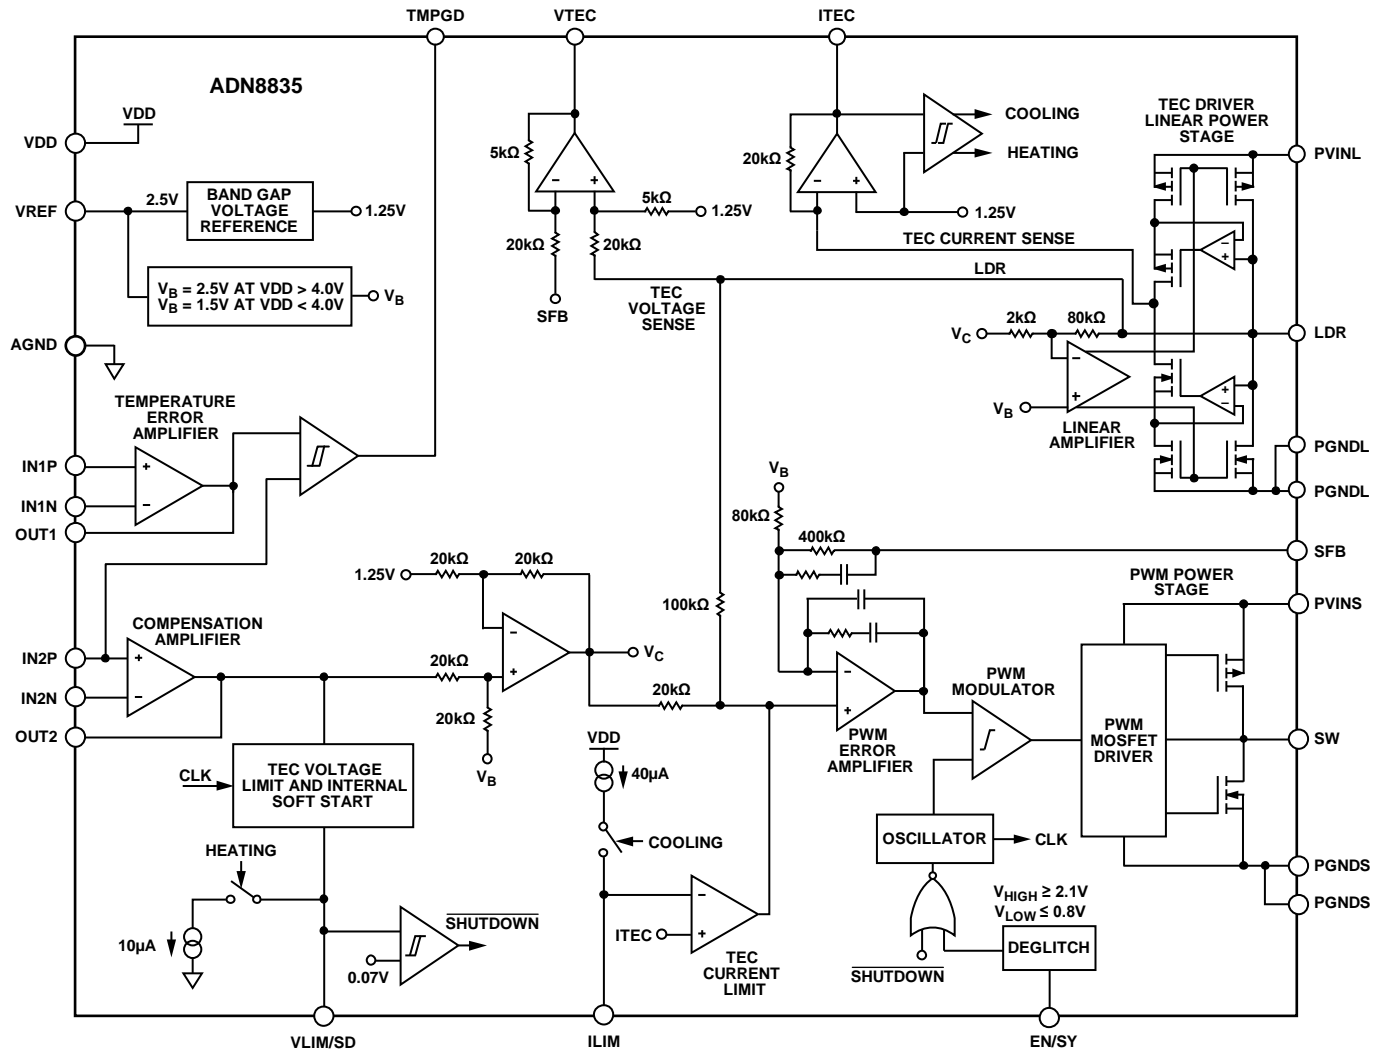 TMPGD
VTEC
ITEC
ADN8835
VDD
VDD
VREF
2.5V
BAND GAP
VOLTAGE
REFERENCE
1.25V
VB = 2.5V AT VDD > 4.0V
VB = 1.5V AT VDD < 4.0V
VB
AGND
5kΩ
−
+
5kΩ
1.25V
20kΩ
20kΩ
SFB
TEC
VOLTAGE
SENSE
20kΩ
−
+
COOLING
HEATING
1.25V
TEC CURRENT SENSE
LDR
TEC DRIVER
LINEAR POWER
STAGE
PVINL
−
+
VC
2kΩ
80kΩ
LDR
−
+
VB
LINEAR
AMPLIFIER
+
−
PGNDL
PGNDL
TEMPERATURE
ERROR
AMPLIFIER
IN1P
+
IN1N
−
OUT1
COMPENSATION
AMPLIFIER
IN2P
+
IN2N
−
OUT2
1.25V
20kΩ
20kΩ
−
+
VC
20kΩ
20kΩ
VB
100kΩ
20kΩ
VB
80kΩ
400kΩ
SFB
−
+
PWM
ERROR
AMPLIFIER
PWM
MODULATOR
PWM POWER
STAGE
PVINS
PWM
MOSFET
DRIVER
SW
PGNDS
PGNDS
CLK
TEC VOLTAGE
LIMIT AND INTERNAL
SOFT START
HEATING
10µA
0.07V
SHUTDOWN
VDD
40µA
COOLING
−
ITEC
+
TEC
CURRENT
LIMIT
OSCILLATOR
CLK
VHIGH ≥ 2.1V
VLOW ≤ 0.8V
DEGLITCH
SHUTDOWN
VLIM/SD
ILIM
EN/SY